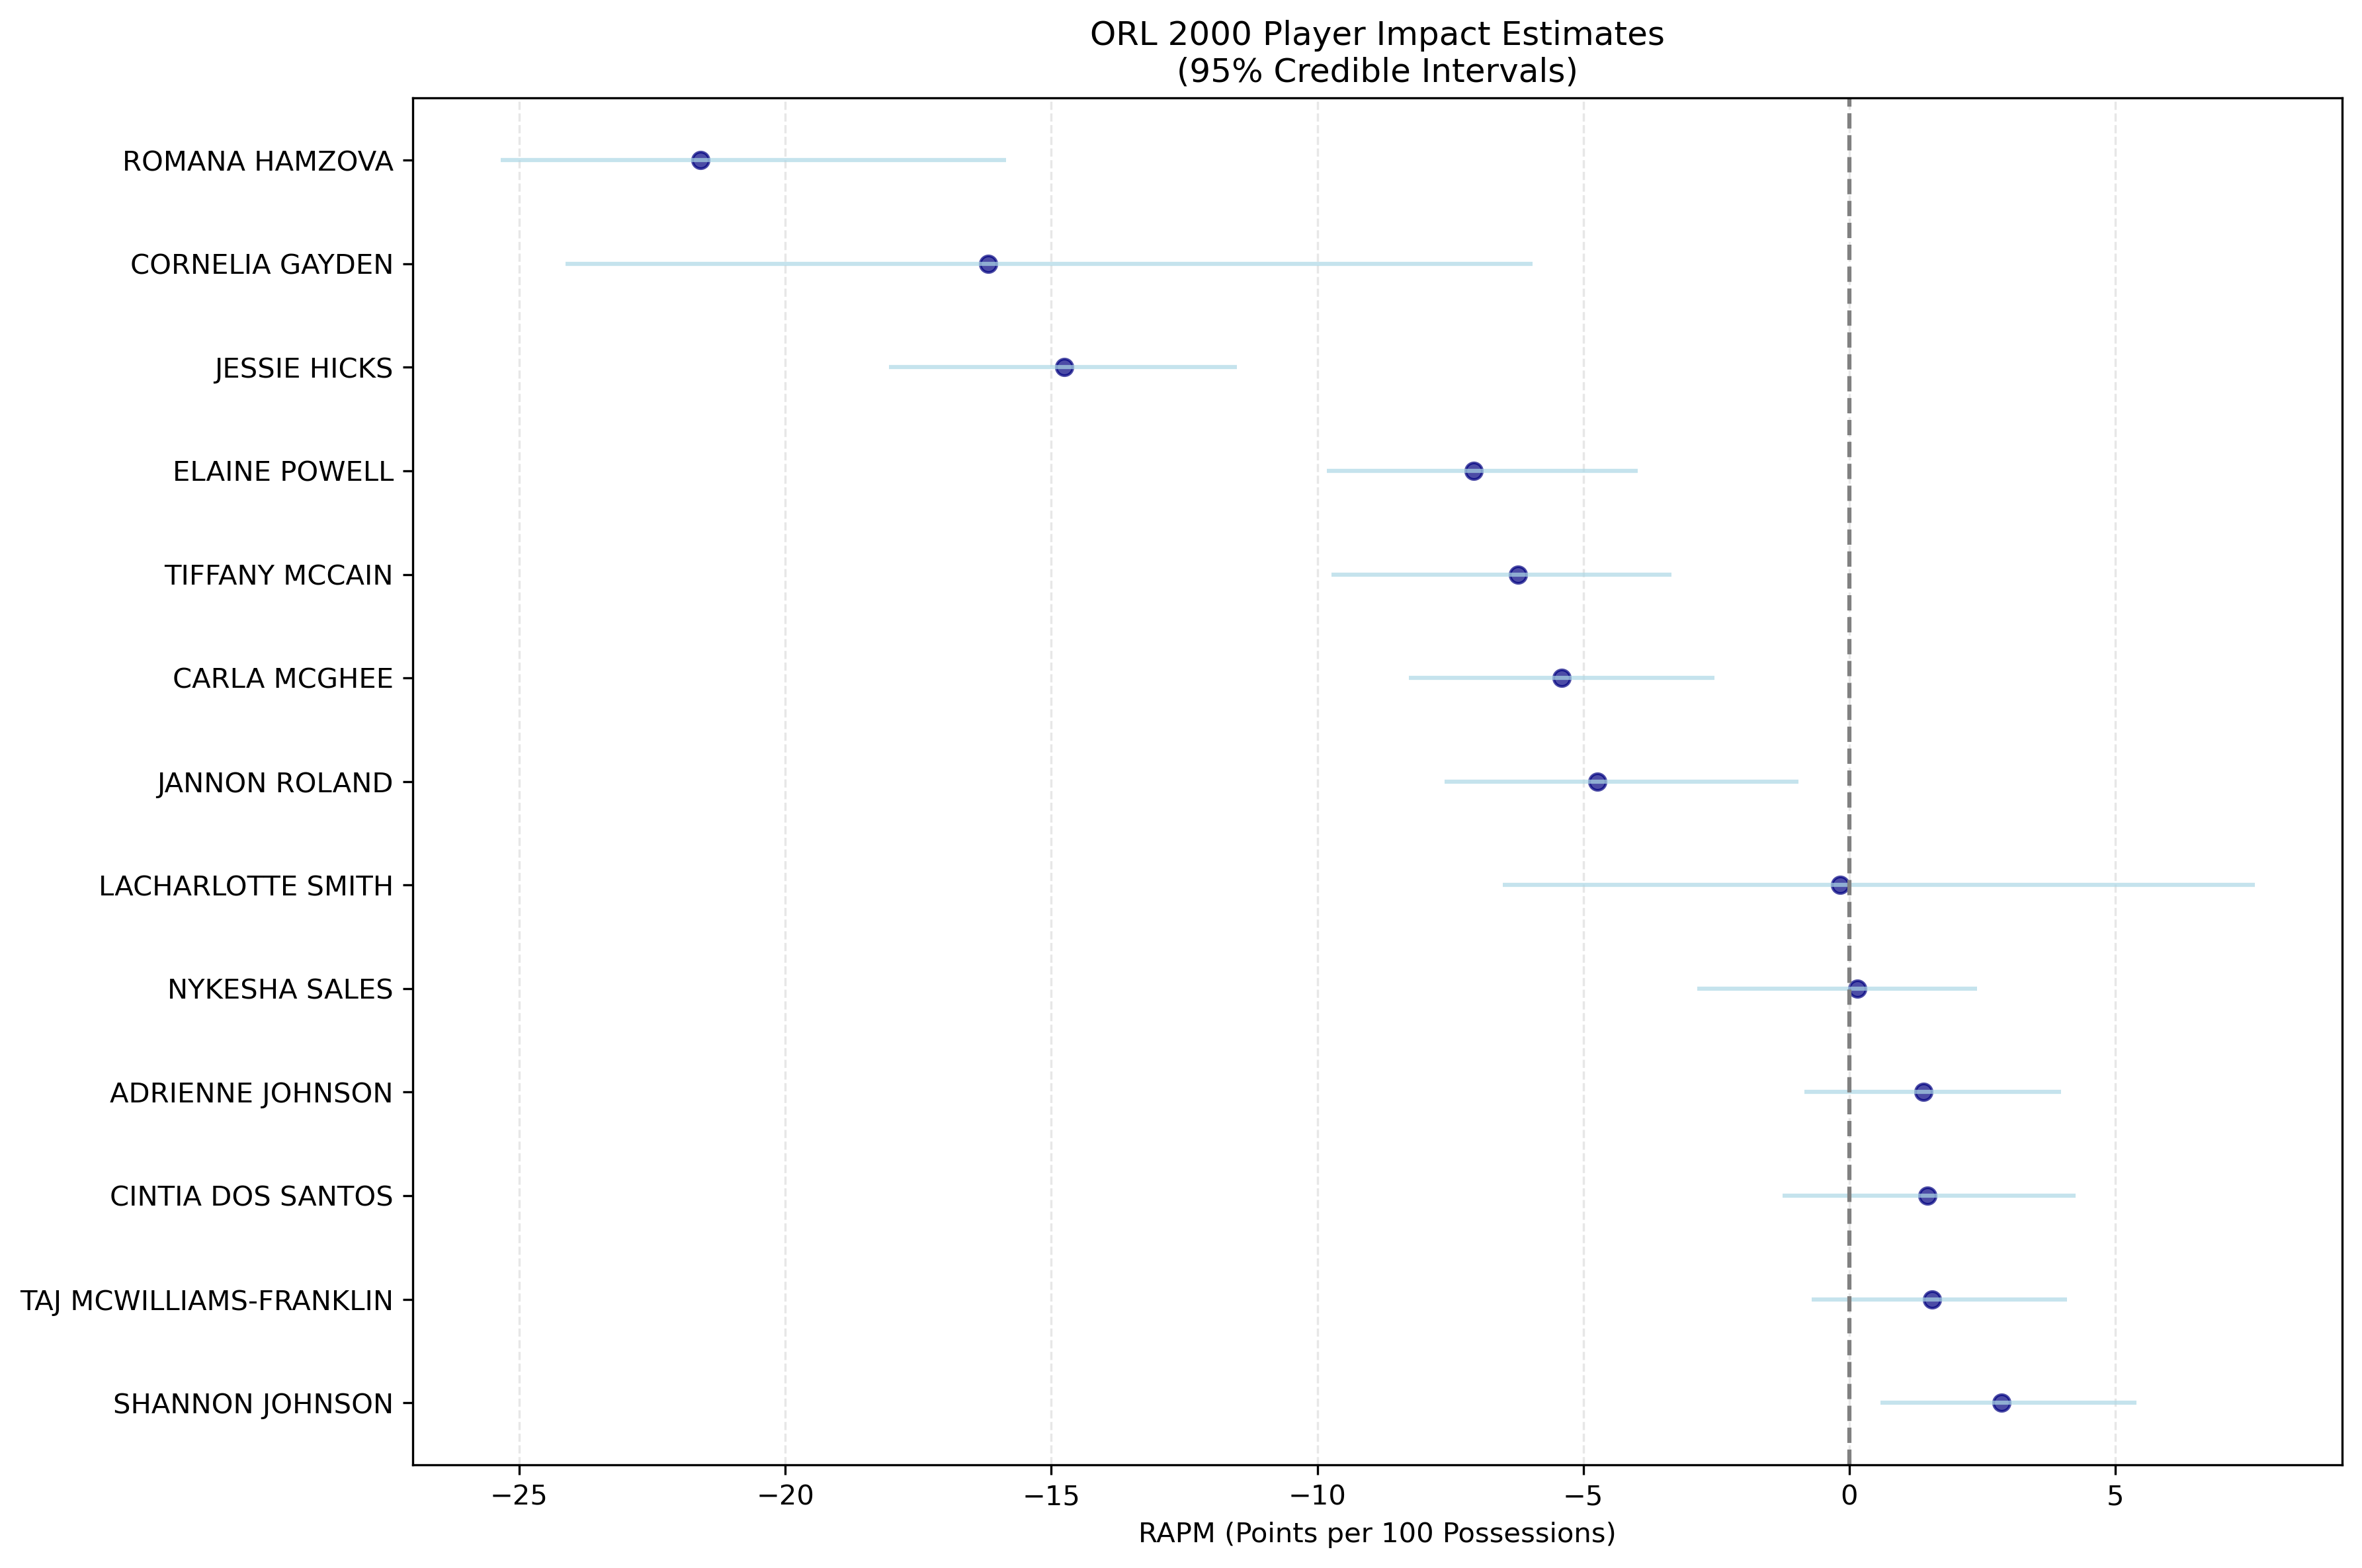 ORL 2000 Player Impact Estimates
(95% Credible Intervals)
ROMANA HAMZOVA
CORNELIA GAYDEN
JESSIE HICKS
ELAINE POWELL
TIFFANY MCCAIN
CARLA MCGHEE
JANNON ROLAND
LACHARLOTTE SMITH
NYKESHA SALES
ADRIENNE JOHNSON
CINTIA DOS SANTOS
TAJ MCWILLIAMS-FRANKLIN
SHANNON JOHNSON
−25 −20 −15 −10 −5 0 5
RAPM (Points per 100 Possessions)